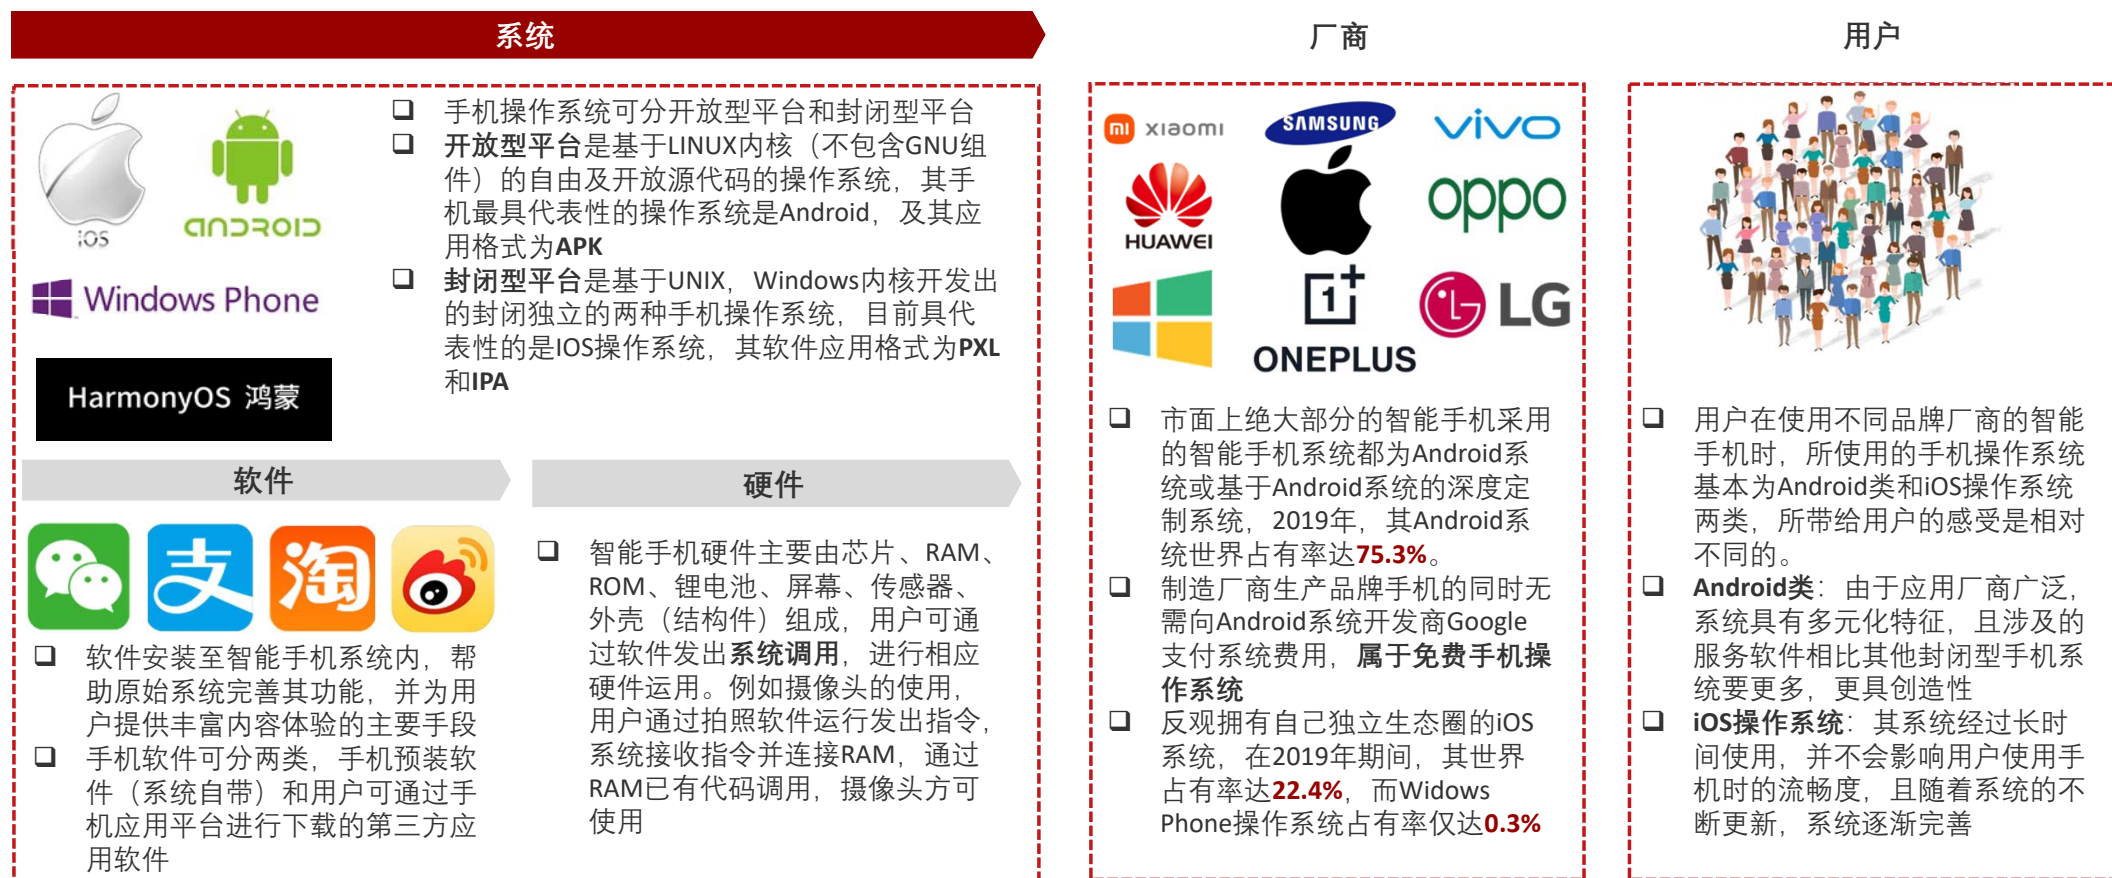 系统
厂商
用户
iOS
ANDROID
Windows Phone
HarmonyOS 鸿蒙
手机操作系统可分开放型平台和封闭型平台
开放型平台是基于LINUX内核（不包含GNU组
件）的自由及开放源代码的操作系统，其手
机最具代表性的操作系统是Android，及其应
用格式为APK
封闭型平台是基于UNIX，Windows内核开发出
的封闭独立的两种手机操作系统，目前具代
表性的是IOS操作系统，其软件应用格式为PXL
和IPA
软件
支
淘
软件安装至智能手机系统内，帮
助原始系统完善其功能，并为用
户提供丰富内容体验的主要手段
手机软件可分两类，手机预装软
件（系统自带）和用户可通过手
机应用平台进行下载的第三方应
用软件
硬件
智能手机硬件主要由芯片、RAM、
ROM、锂电池、屏幕、传感器、
外壳（结构件）组成，用户可通
过软件发出系统调用，进行相应
硬件运用。例如摄像头的使用，
用户通过拍照软件运行发出指令，
系统接收指令并连接RAM，通过
RAM已有代码调用，摄像头方可
使用
xiaomi
SAMSUNG
vivo
HUAWEI
oppo
ONEPLUS
LG
市面上绝大部分的智能手机采用
的智能手机系统都为Android系
统或基于Android系统的深度定
制系统，2019年，其Android系
统世界占有率达75.3%。
制造厂商生产品牌手机的同时无
需向Android系统开发商Google
支付系统费用，属于免费手机操
作系统
反观拥有自己独立生态圈的iOS
系统，在2019年期间，其世界
占有率达22.4%，而Widows
Phone操作系统占有率仅达0.3%
用户在使用不同品牌厂商的智能
手机时，所使用的手机操作系统
基本为Android类和iOS操作系统
两类，所带给用户的感受是相对
不同的。
Android类：由于应用厂商广泛，
系统具有多元化特征，且涉及的
服务软件相比其他封闭型手机系
统要更多，更具创造性
iOS操作系统：其系统经过长时
间使用，并不会影响用户使用手
机时的流畅度，且随着系统的不
断更新，系统逐渐完善